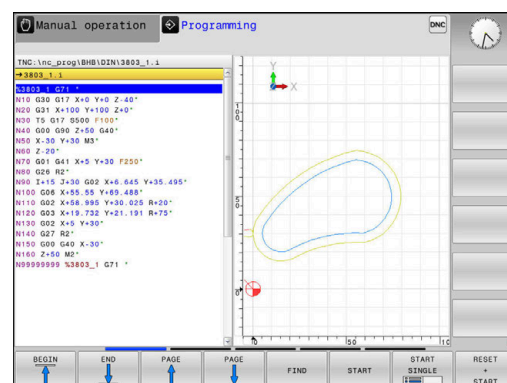 Manual operation
Programming
DNC
TNC:\nc_prog\BHB\DIN\3803_1.i
→3803_1.i
%3803_1 G71 *
N10 G30 G17 X+0 Y+0 Z-40*
N20 G31 X+100 Y+100 Z+0*
N30 T5 G17 S500 F100*
N40 G00 G90 Z+50 G40*
N50 X-30 Y+30 M3*
N60 Z-20*
N70 G01 G41 X+5 Y+30 F250*
N80 G26 R2*
N90 I+15 J+30 G02 X+6.645 Y+35.495*
N100 G06 X+55.55 Y+69.488*
N110 G02 X+58.995 Y+30.025 R+20*
N120 G03 X+19.732 Y+21.191 R+75*
N130 G02 X+5 Y+30*
N140 G27 R2*
N150 G00 G40 X-30*
N160 Z+50 M2*
N99999999 %3803_1 G71 *
Y
X
100
50
0
0
50
BEGIN
END
PAGE
PAGE
FIND
START
START
SINGLE
RESET
+
START